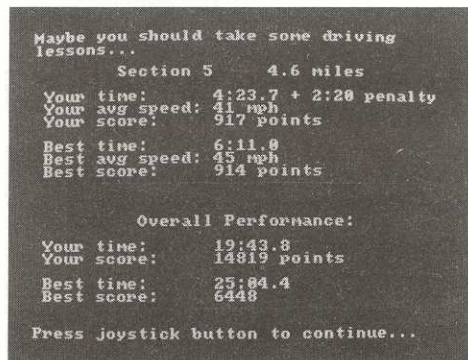 Maybe you should take some driving
lessons...
Section 5 4.6 miles
Your time: 4:23.7 + 2:20 penalty
Your avg speed: 41 mph
Your score: 917 points
Best time: 6:11.0
Best avg speed: 45 mph
Best score: 914 points
Overall Performance:
Your time: 19:43.8
Your score: 14819 points
Best time: 25:04.4
Best score: 6448
Press joystick button to continue...